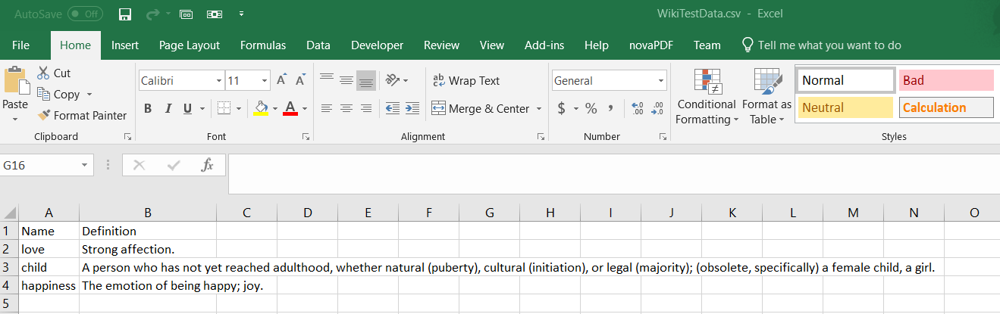 AutoSave Off WikiTestData.csv - Excel
File Home Insert Page Layout Formulas Data Developer Review View Add-ins Help novaPDF Team Tell me what you want to do
Paste
Cut
Copy
Format Painter
Clipboard
Calibri 11 A A
B I U A
Font
ab c Wrap Text
Merge & Center
Alignment
General
$ % , .0 .00 .00 .0
Number
Conditional Formatting
Format as Table
Normal Bad
Neutral Calculation
Styles
G16 fx
A B C D E F G H I J K L M N O
1 Name Definition
2 love Strong affection.
3 child A person who has not yet reached adulthood, whether natural (puberty), cultural (initiation), or legal (majority); (obsolete, specifically) a female child, a girl.
4 happiness The emotion of being happy; joy.
5